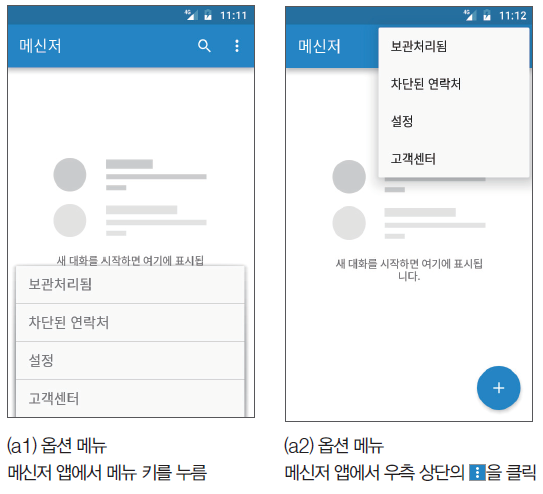 4G 11:11
메신저
새 대화를 시작하면 여기에 표시됩
보관처리됨
차단된 연락처
설정
고객센터
(a1) 옵션 메뉴
메신저 앱에서 메뉴 키를 누름
4G 11:12
메신저
보관처리됨
차단된 연락처
설정
고객센터
새 대화를 시작하면 여기에 표시됩
니다.
(a2) 옵션 메뉴
메신저 앱에서 우측 상단의 을 클릭